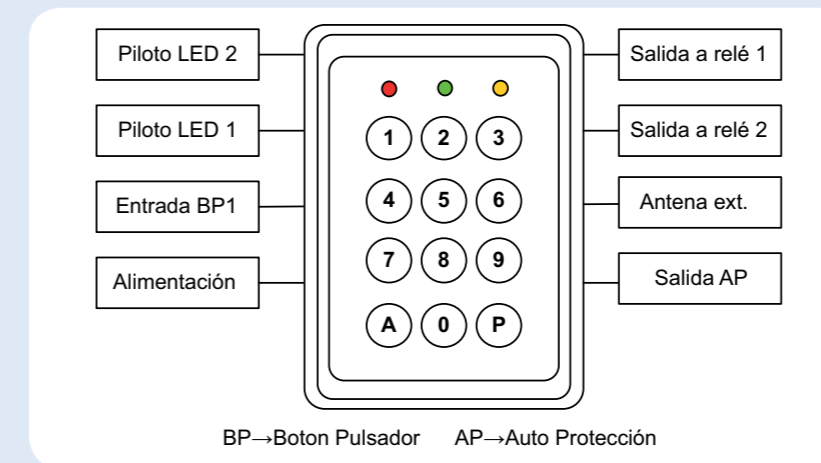 Piloto LED 2
Salida a relé 1
Piloto LED 1
1 2 3
Salida a relé 2
Entrada BP1
4 5 6
Antena ext.
Alimentación
7 8 9
Salida AP
A 0 P
BP→Boton Pulsador AP→Auto Protección